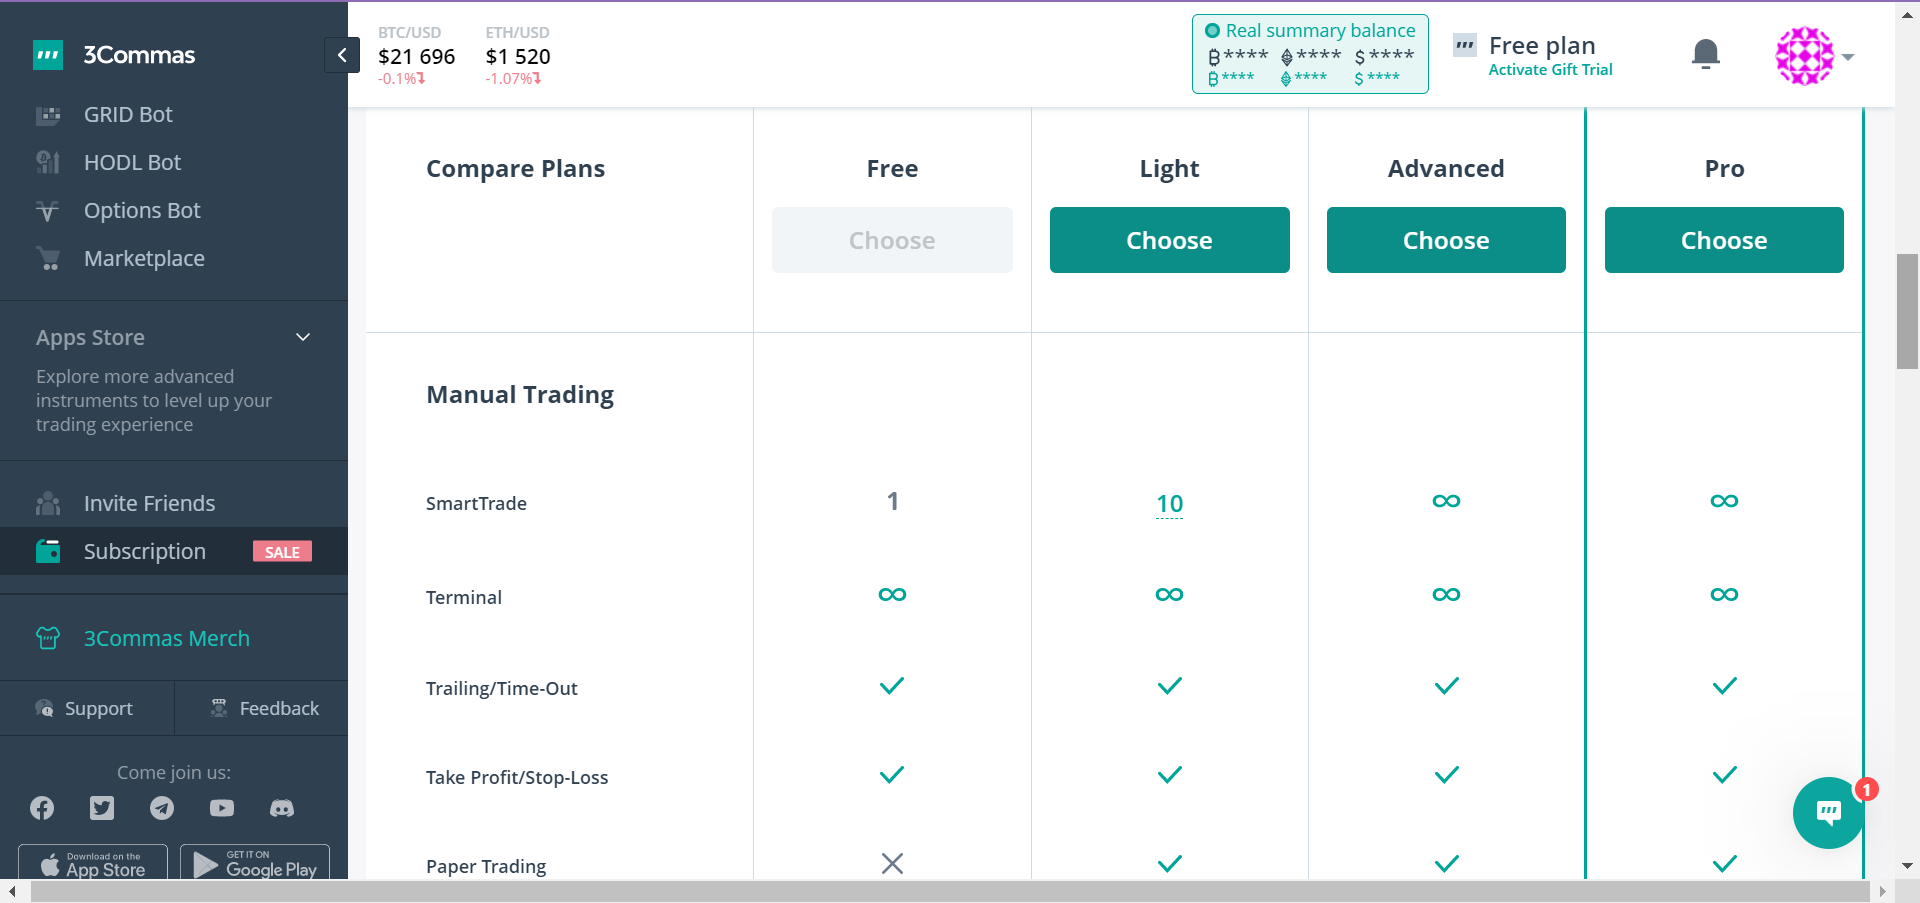 3Commas
GRID Bot
HODL Bot
Options Bot
Marketplace
Apps Store
Explore more advanced
instruments to level up your
trading experience
Invite Friends
Subscription SALE
3Commas Merch
Support Feedback
Come join us:
Download on the
App Store
GET IT ON
Google Play
BTC/USD ETH/USD
$21 696 $1 520
-0.1% -1.07%
Real summary balance
₿**** **** $****
₿**** **** $****
Free plan
Activate Gift Trial
Compare Plans Free Light Advanced Pro
Choose Choose Choose Choose
Manual Trading
SmartTrade 1 10 ∞ ∞
Terminal ∞ ∞ ∞ ∞
Trailing/Time-Out
Take Profit/Stop-Loss
Paper Trading
1